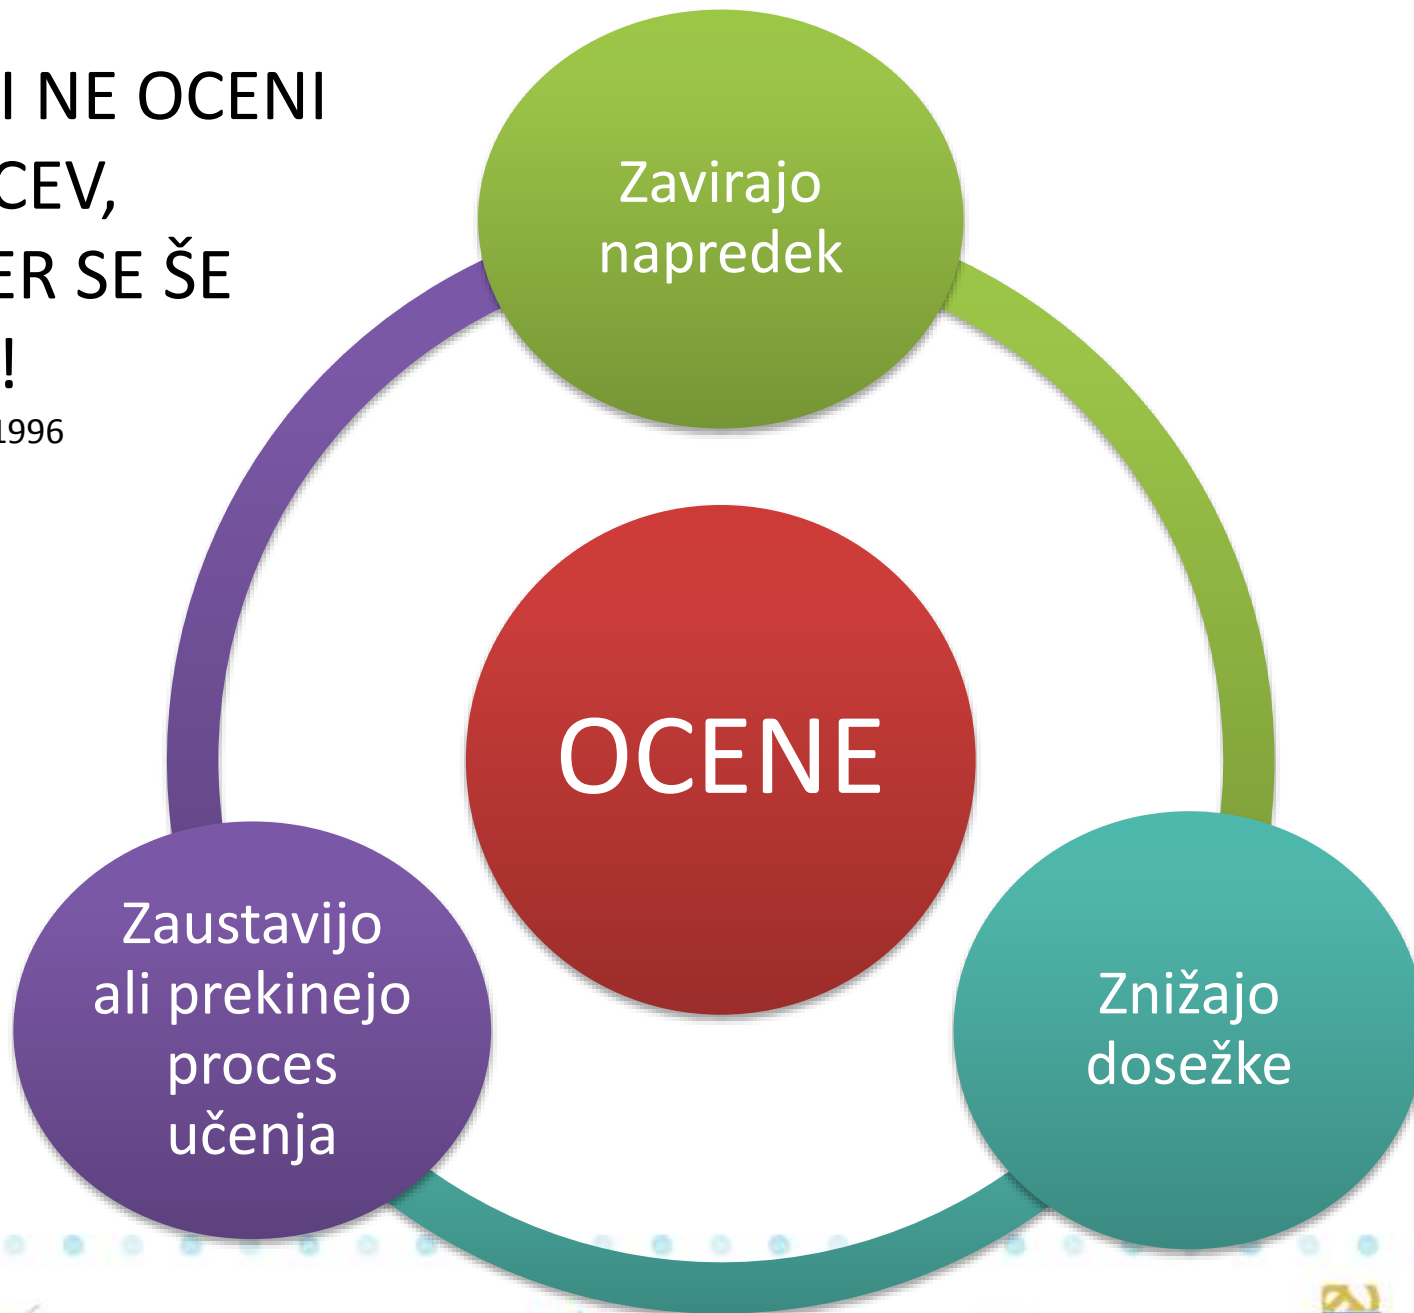 I NE OCENI
CEV,
ER SE ŠE
!
1996
Zavirajo
napredek
OCENE
Zaustavijo
ali prekinejo
proces
učenja
Znižajo
dosežke